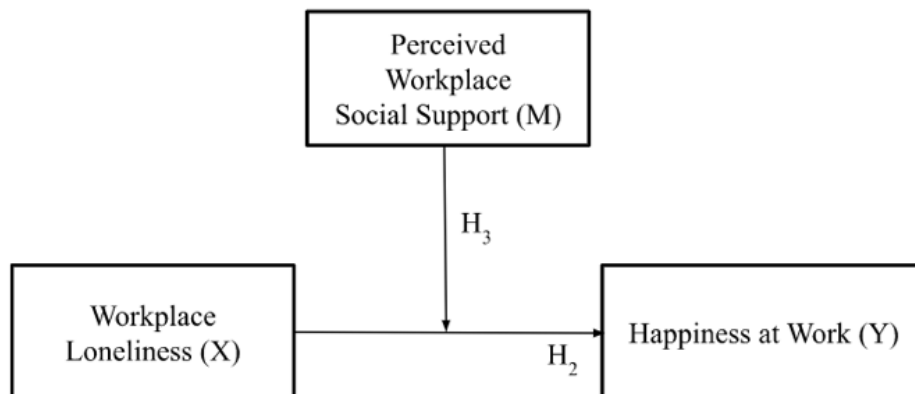 Perceived
Workplace
Social Support (M)
H₃
Workplace
Loneliness (X)
Happiness at Work (Y)
H₂